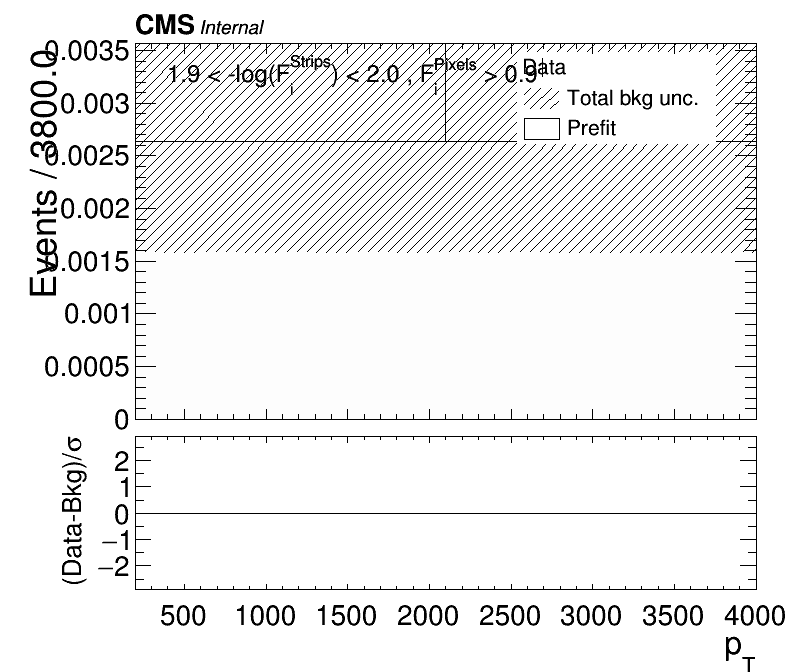 CMS Internal
Events / 3800.0
0.0035
0.003
0.0025
0.002
0.0015
0.001
0.0005
0
1.9 < -log(F_i^Strips) < 2.0 , F_i^Pixels > 0.9
Data
Total bkg unc.
Prefit
(Data-Bkg)/σ
2
1
0
−1
−2
500 1000 1500 2000 2500 3000 3500 4000
p_T